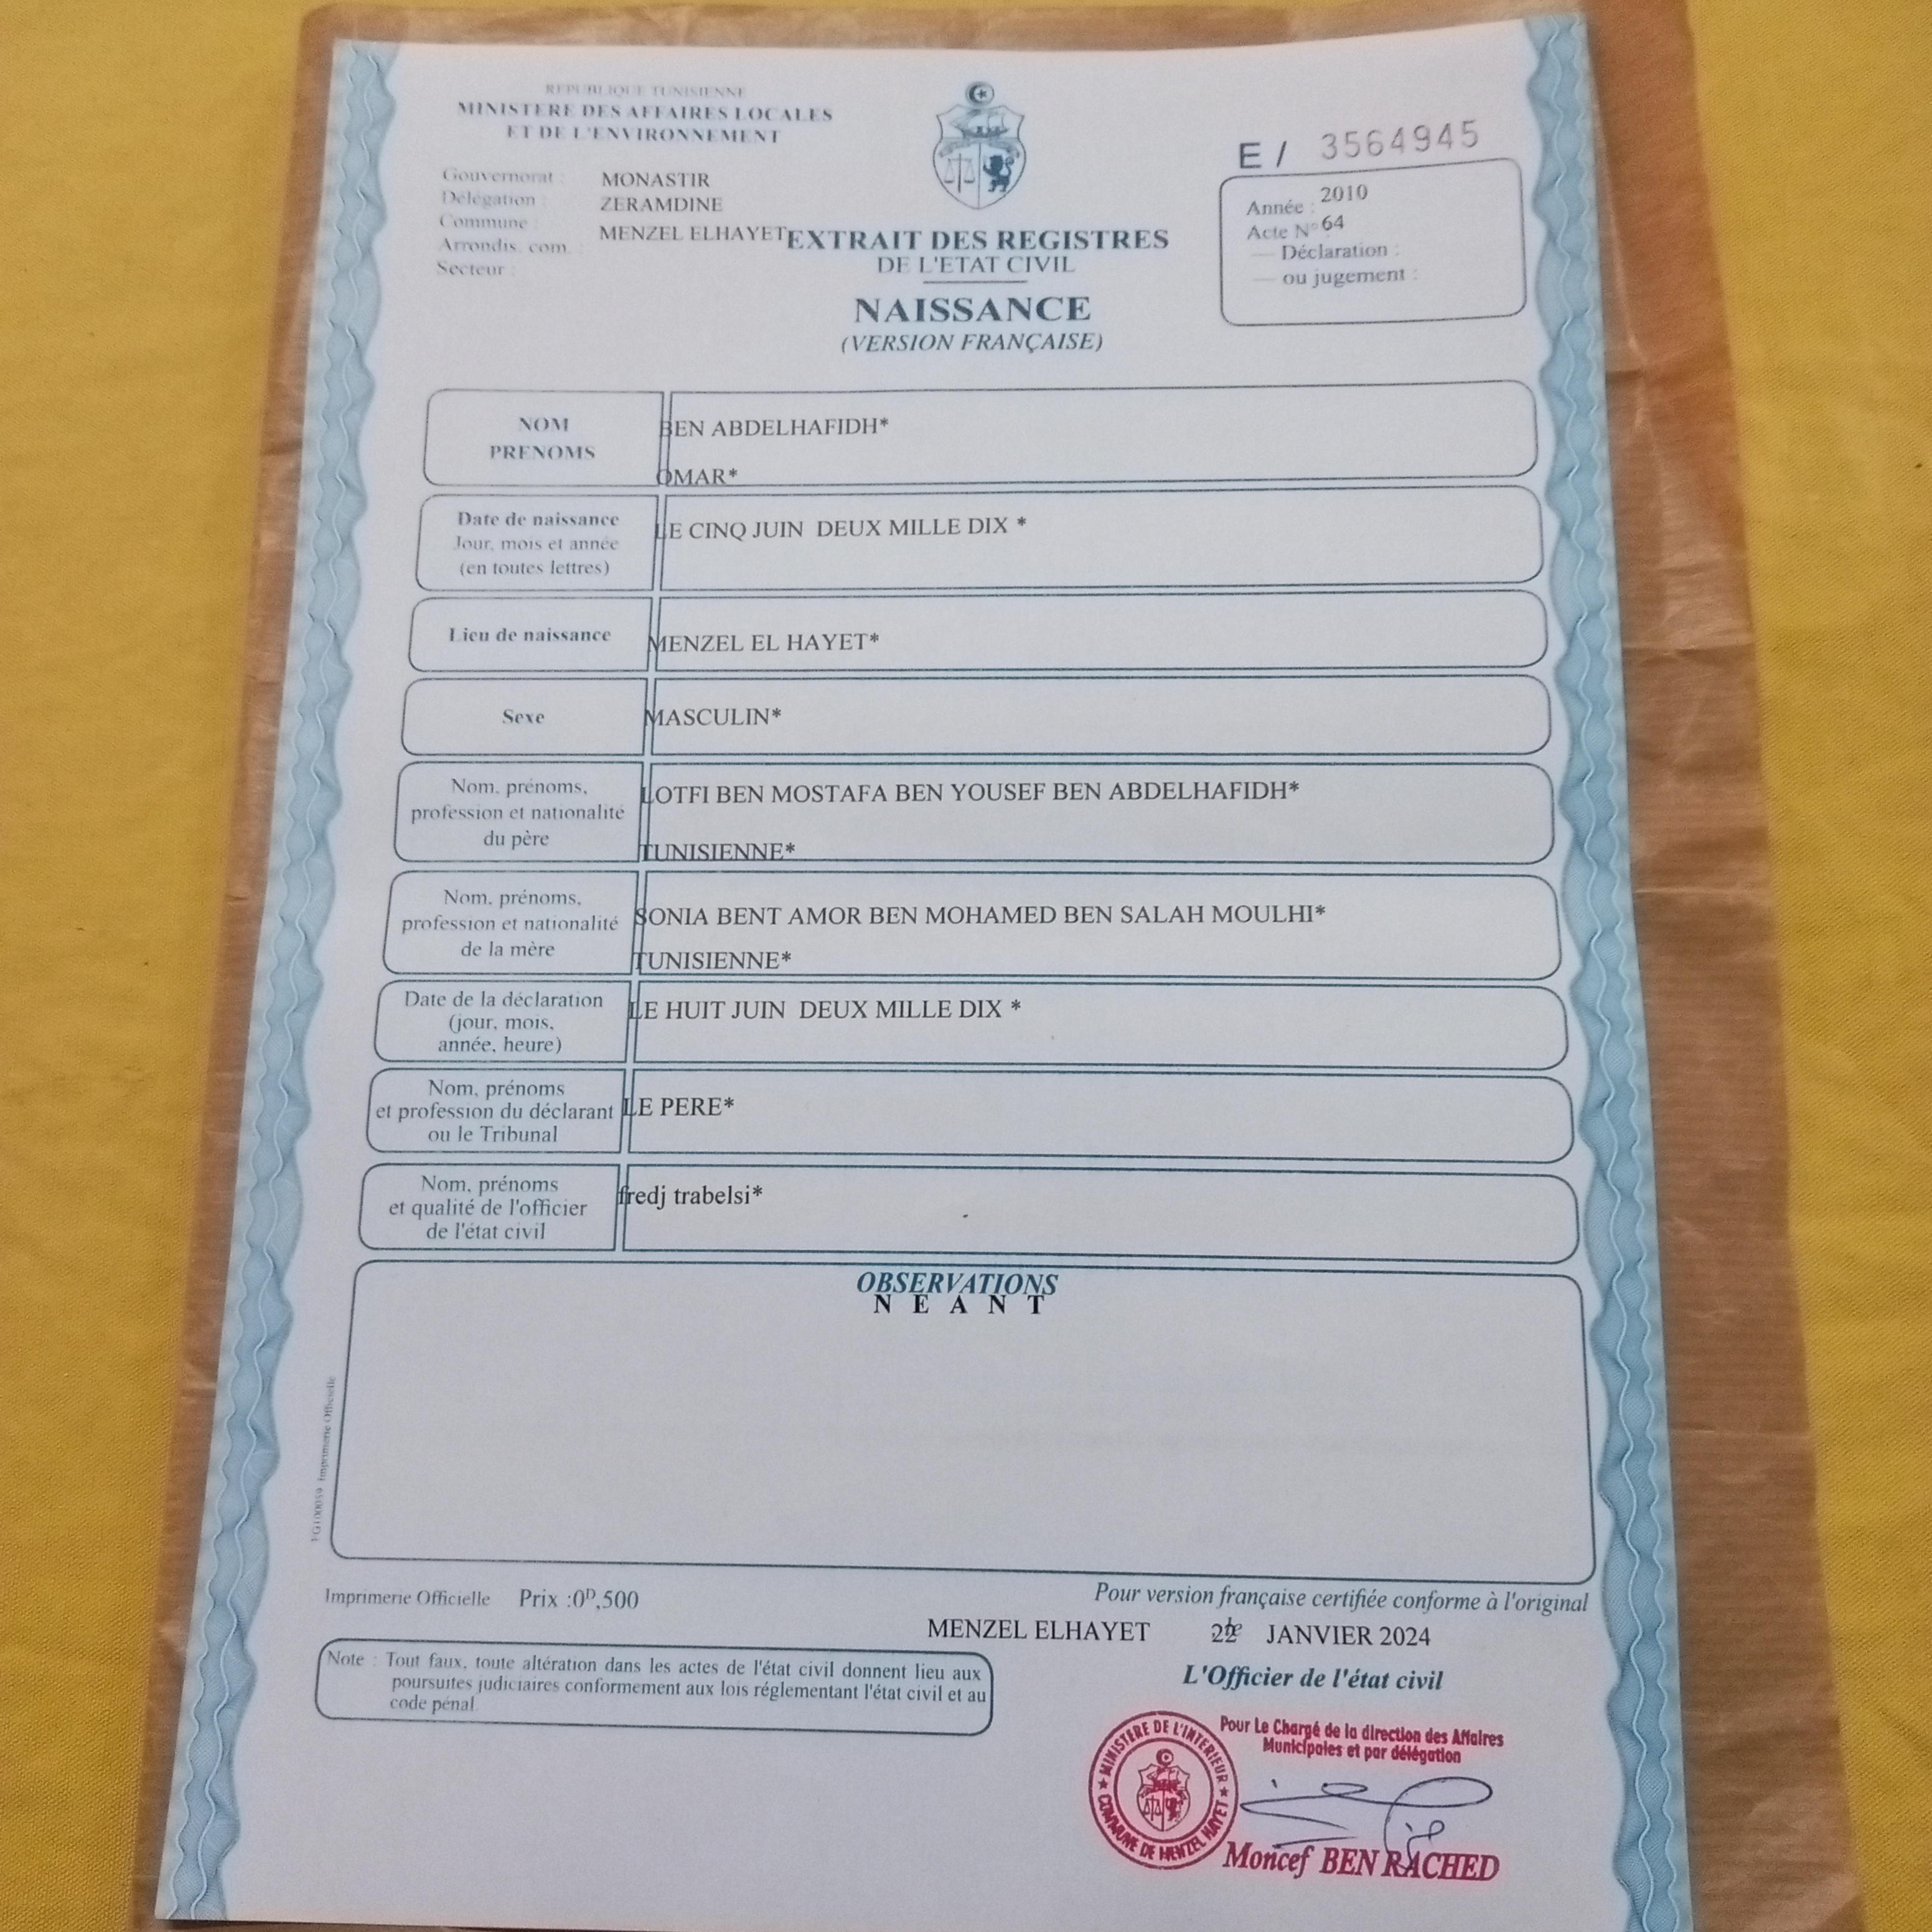 REPUBLIQUE TUNISIENNE
MINISTERE DES AFFAIRES LOCALES
ET DE L'ENVIRONNEMENT
Gouvernorat : MONASTIR
Délégation : ZERAMDINE
Commune : MENZEL ELHAYET
Arrondis. com. :
Secteur :
E / 3564945
Année : 2010
Acte N° 64
— Déclaration :
— ou jugement :
EXTRAIT DES REGISTRES
DE L'ETAT CIVIL
NAISSANCE
(VERSION FRANÇAISE)
NOM
PRENOMS
BEN ABDELHAFIDH*
OMAR*
Date de naissance
Jour, mois et année
(en toutes lettres)
LE CINQ JUIN DEUX MILLE DIX *
Lieu de naissance
MENZEL EL HAYET*
Sexe
MASCULIN*
Nom, prénoms,
profession et nationalité
du père
LOTFI BEN MOSTAFA BEN YOUSEF BEN ABDELHAFIDH*
TUNISIENNE*
Nom, prénoms,
profession et nationalité
de la mère
SONIA BENT AMOR BEN MOHAMED BEN SALAH MOULHI*
TUNISIENNE*
Date de la déclaration
(jour, mois,
année, heure)
LE HUIT JUIN DEUX MILLE DIX *
Nom, prénoms
et profession du déclarant
ou le Tribunal
LE PERE*
Nom, prénoms
et qualité de l'officier
de l'état civil
fredj trabelsi*
OBSERVATIONS
N E A N T
Imprimerie Officielle
Imprimerie Officielle Prix :0ᴰ,500
Pour version française certifiée conforme à l'original
MENZEL ELHAYET 22 JANVIER 2024
Note : Tout faux, toute altération dans les actes de l'état civil donnent lieu aux
poursuites judiciaires conformement aux lois réglementant l'état civil et au
code pénal
L'Officier de l'état civil
Pour Le Chargé de la direction des Affaires
Municipales et par délégation
MINISTERE DE L'INTERIEUR
COMMUNE DE MENZEL HAYET
Moncef BEN RACHED